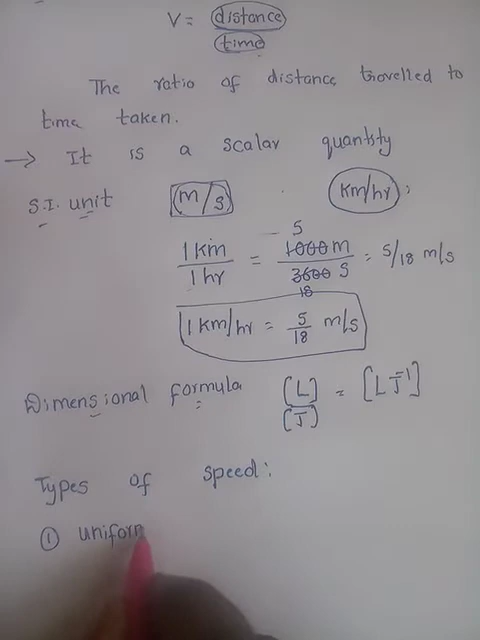 V = distance
time
The ratio of distance travelled to
time taken.
→ It is a scalar quantity
S.I. unit m/s km/hr :
1 km / 1 hr = 1000 m / 3600 s = 5/18 m/s
5
18
1 km/hr = 5/18 m/s
Dimensional formula [L] / [T] = [L T⁻¹]
Types of speed:
① uniform